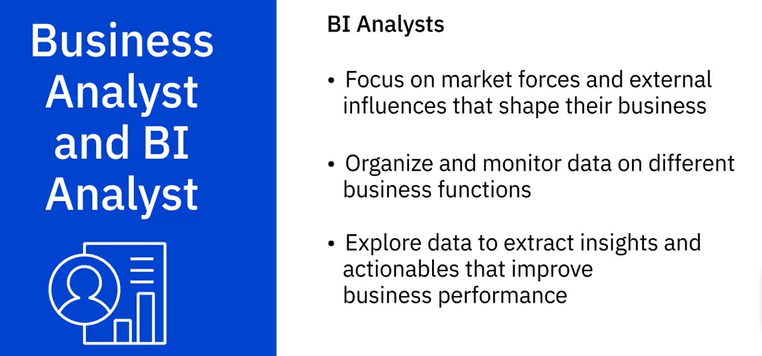 Business
Analyst
and BI
Analyst
BI Analysts
• Focus on market forces and external
influences that shape their business
• Organize and monitor data on different
business functions
• Explore data to extract insights and
actionables that improve
business performance